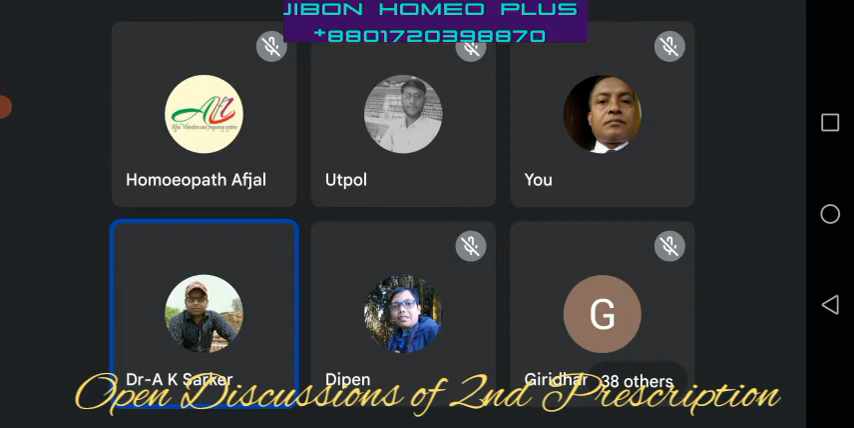 JIBON HOMEO PLUS
+8801720398870
Homoeopath Afjal
Utpol
You
Dr-A K Sarker
Dipen
G
Giridhar
38 others
Open Discussions of 2nd Prescription